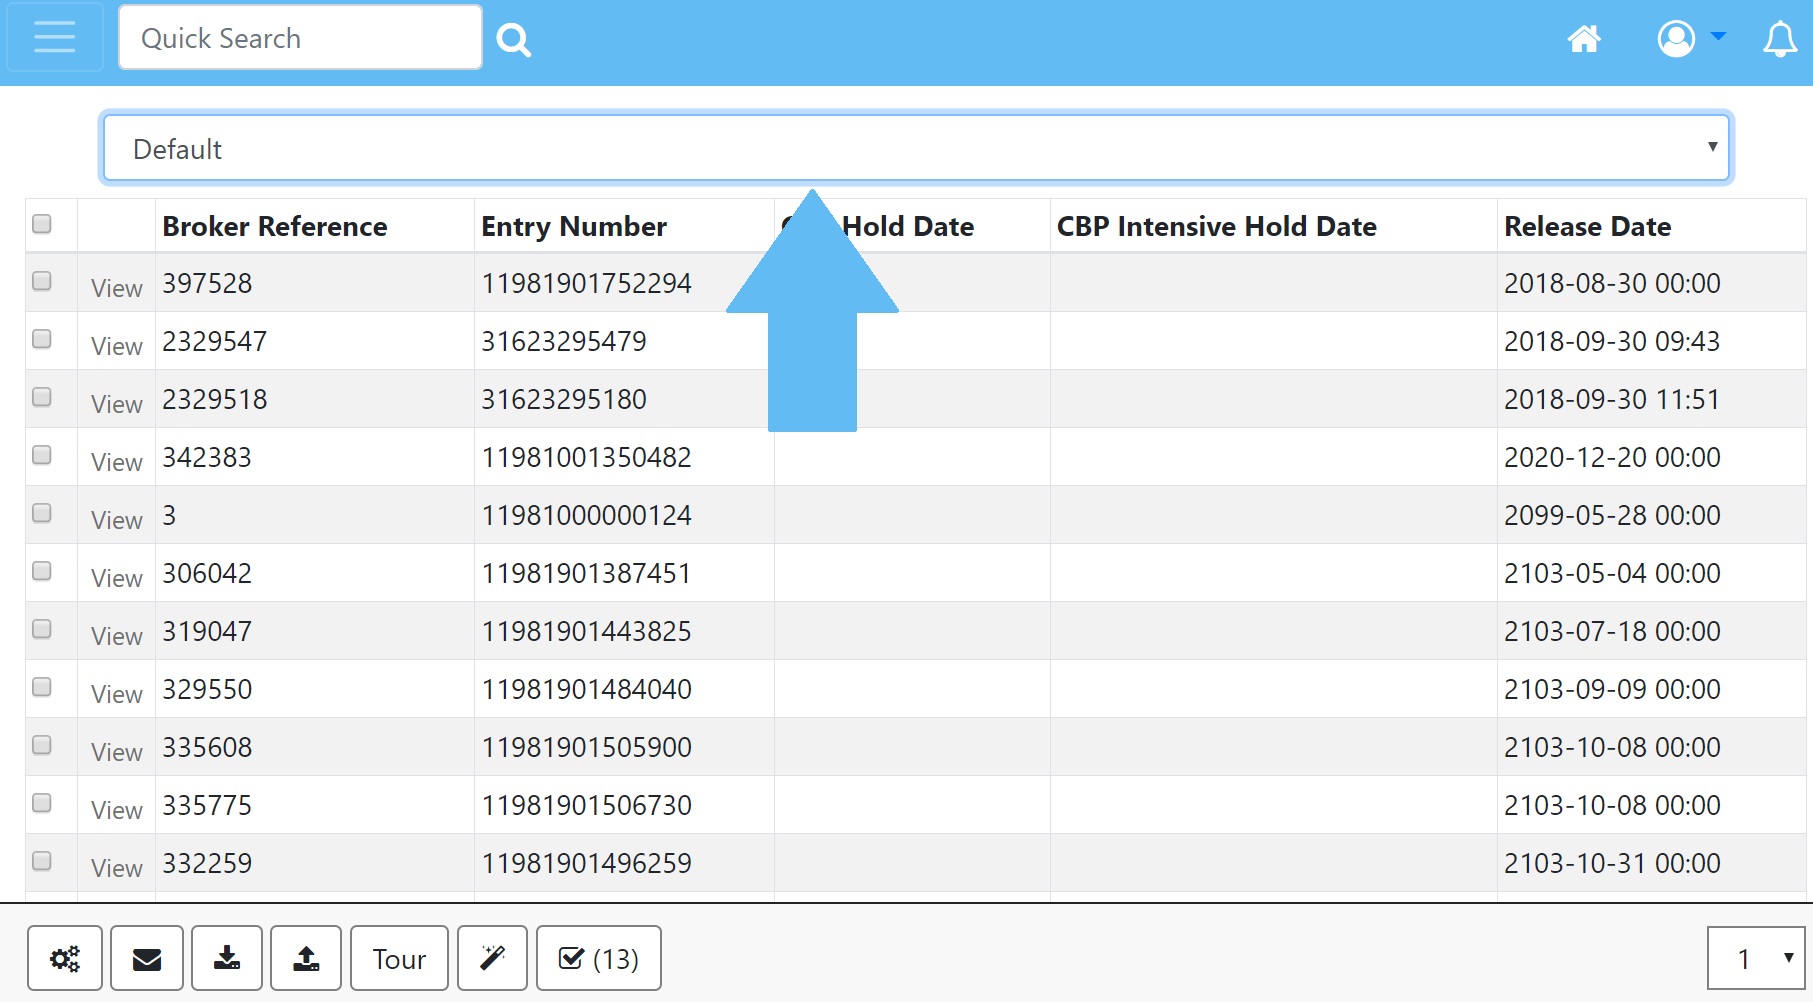 Quick Search
Default
Broker Reference Entry Number Hold Date CBP Intensive Hold Date Release Date
View 397528 11981901752294 2018-08-30 00:00
View 2329547 31623295479 2018-09-30 09:43
View 2329518 31623295180 2018-09-30 11:51
View 342383 11981001350482 2020-12-20 00:00
View 3 11981000000124 2099-05-28 00:00
View 306042 11981901387451 2103-05-04 00:00
View 319047 11981901443825 2103-07-18 00:00
View 329550 11981901484040 2103-09-09 00:00
View 335608 11981901505900 2103-10-08 00:00
View 335775 11981901506730 2103-10-08 00:00
View 332259 11981901496259 2103-10-31 00:00
Tour (13) 1